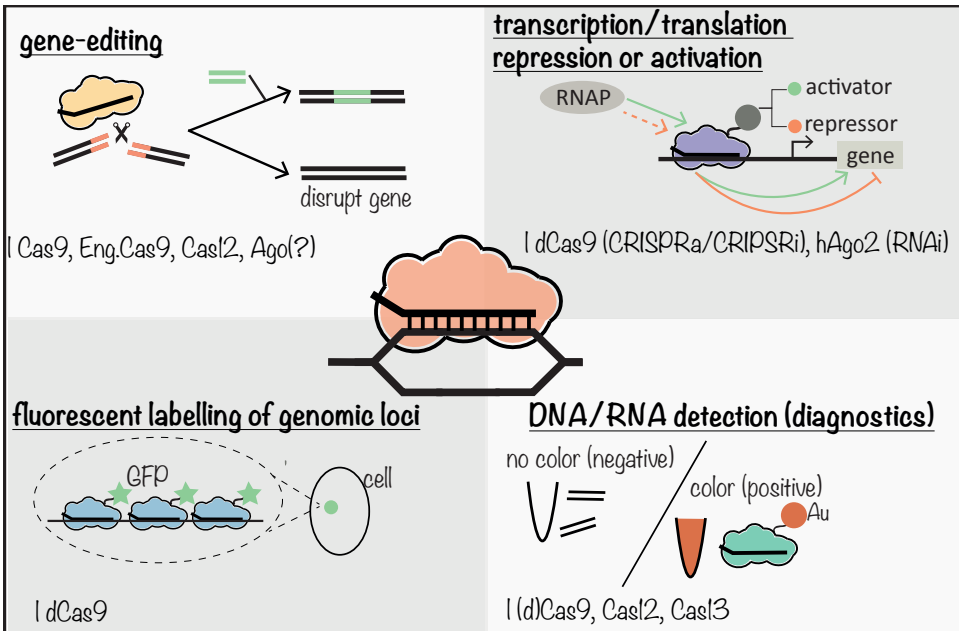 gene-editing
disrupt gene
| Cas9, Eng.Cas9, Cas12, Ago(?)
transcription/translation
repression or activation
RNAP
activator
repressor
gene
| dCas9 (CRISPRa/CRIPSRi), hAgo2 (RNAi)
fluorescent labelling of genomic loci
GFP
cell
| dCas9
DNA/RNA detection (diagnostics)
no color (negative)
color (positive)
Au
| (d)Cas9, Cas12, Cas13